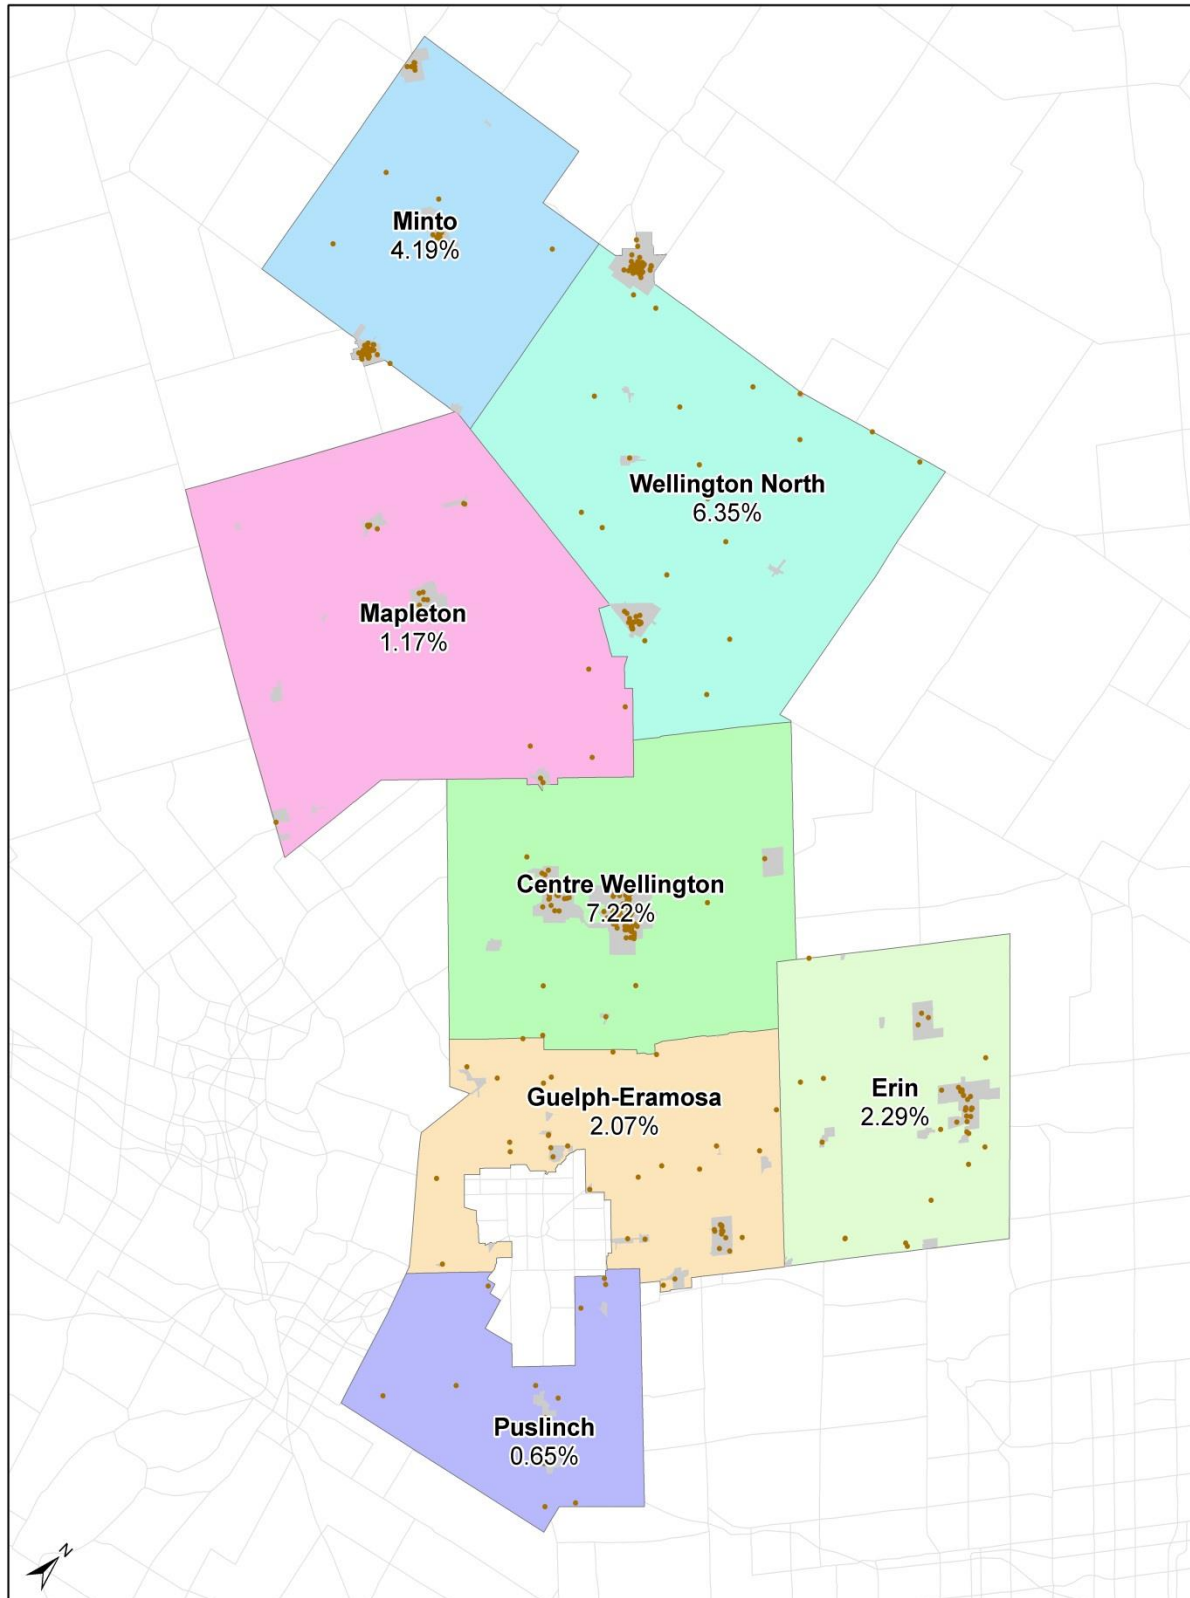 Minto
4.19%
Wellington North
6.35%
Mapleton
1.17%
Centre Wellington
7.22%
Erin
2.29%
Guelph-Eramosa
2.07%
Puslinch
0.65%
N